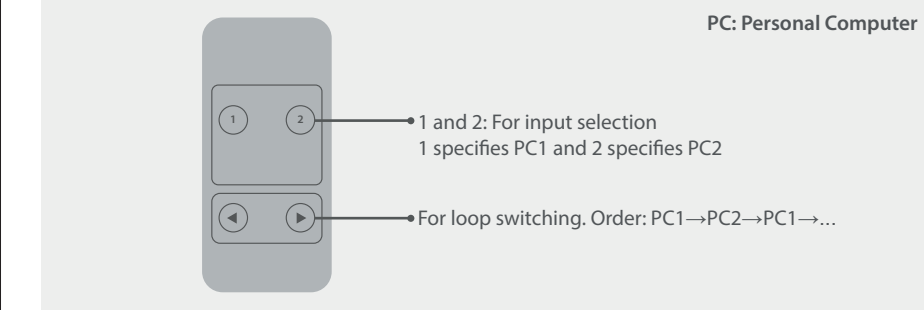 PC: Personal Computer
1 2
1 and 2: For input selection
1 specifies PC1 and 2 specifies PC2
For loop switching. Order: PC1→PC2→PC1→...